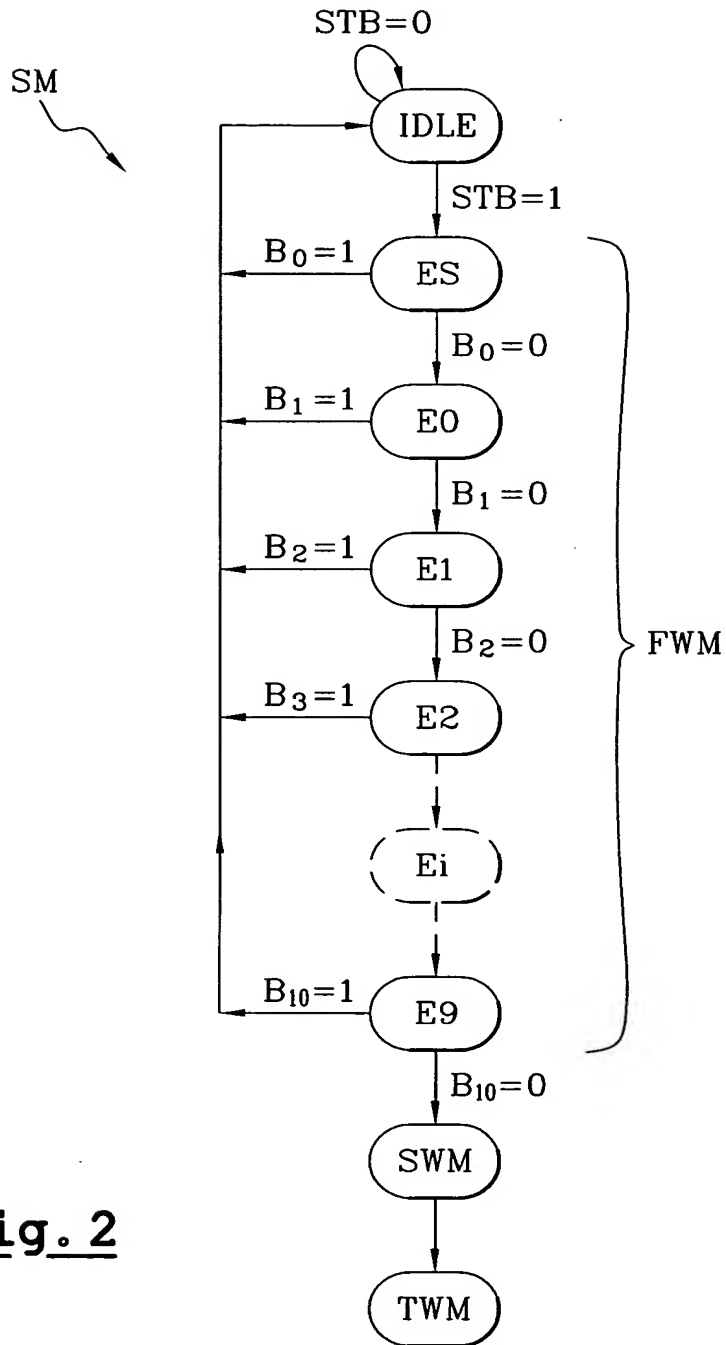 STB=0
SM
IDLE
STB=1
B₀=1
ES
B₀=0
B₁=1
E0
B₁=0
B₂=1
E1
B₂=0
FWM
B₃=1
E2
Ei
B₁₀=1
E9
B₁₀=0
SWM
ig. 2
TWM